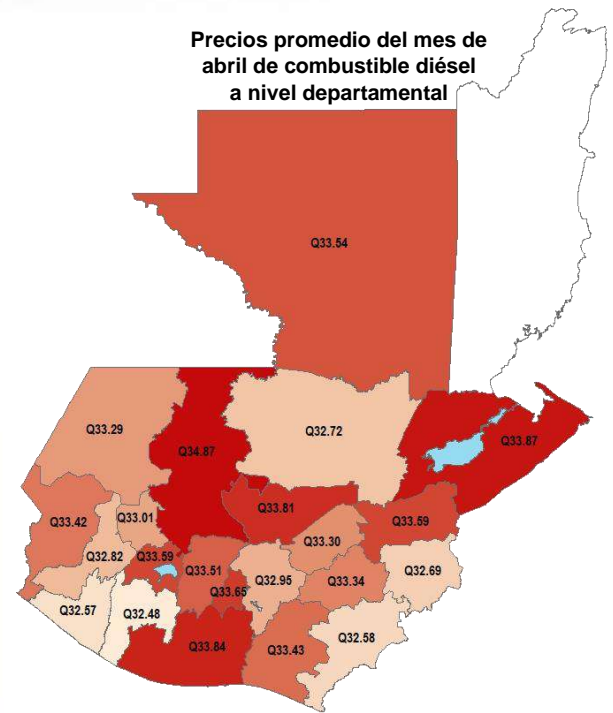 Precios promedio del mes de
abril de combustible diésel
a nivel departamental
Q33.54
Q33.29
Q34.87
Q32.72
Q33.87
Q33.42
Q33.01
Q33.81
Q33.59
Q32.82
Q33.59
Q33.51
Q33.30
Q33.65
Q32.95
Q33.34
Q32.69
Q32.57
Q32.48
Q33.84
Q33.43
Q32.58